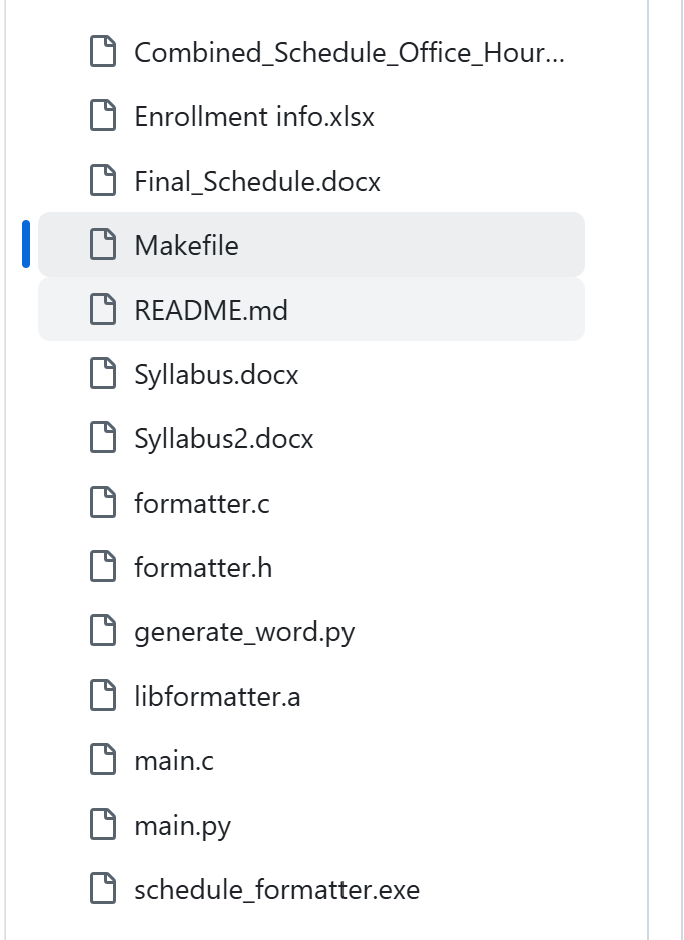 Combined_Schedule_Office_Hour...
Enrollment info.xlsx
Final_Schedule.docx
Makefile
README.md
Syllabus.docx
Syllabus2.docx
formatter.c
formatter.h
generate_word.py
libformatter.a
main.c
main.py
schedule_formatter.exe